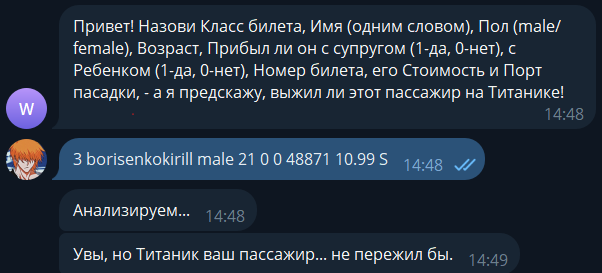 Привет! Назови Класс билета, Имя (одним словом), Пол (male/
female), Возраст, Прибыл ли он с супругом (1-да, 0-нет), с
Ребенком (1-да, 0-нет), Номер билета, его Стоимость и Порт
пасадки, - а я предскажу, выжил ли этот пассажир на Титанике!
14:48
W
3 borisenkokirill male 21 0 0 48871 10.99 S 14:48
Анализируем... 14:48
Увы, но Титаник ваш пассажир... не пережил бы. 14:49